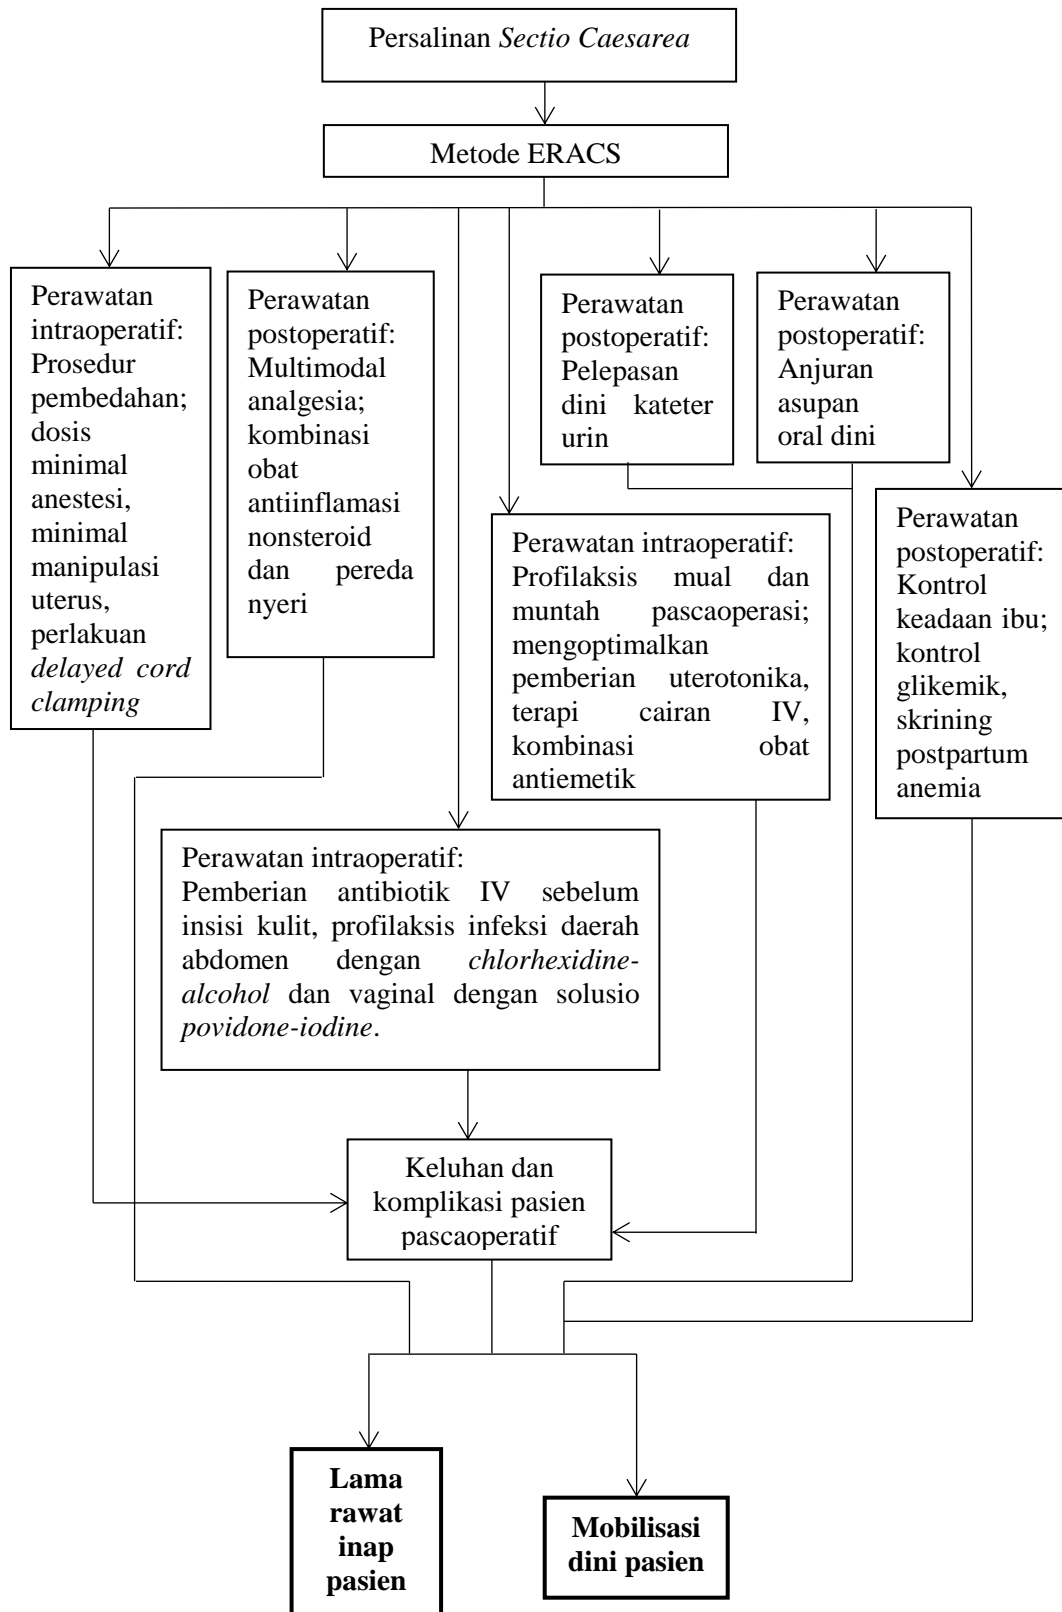 Persalinan Sectio Caesarea
Metode ERACS
Perawatan
intraoperatif:
Prosedur
pembedahan;
dosis
minimal
anestesi,
minimal
manipulasi
uterus,
perlakuan
delayed cord
clamping
Perawatan
postoperatif:
Multimodal
analgesia;
kombinasi
obat
antiinflamasi
nonsteroid
dan pereda
nyeri
Perawatan
postoperatif:
Pelepasan
dini kateter
urin
Perawatan
postoperatif:
Anjuran
asupan
oral dini
Perawatan intraoperatif:
Profilaksis mual dan
muntah pascaoperasi;
mengoptimalkan
pemberian uterotonika,
terapi cairan IV,
kombinasi obat
antiemetik
Perawatan
postoperatif:
Kontrol
keadaan ibu;
kontrol
glikemik,
skrining
postpartum
anemia
Perawatan intraoperatif:
Pemberian antibiotik IV sebelum
insisi kulit, profilaksis infeksi daerah
abdomen dengan chlorhexidine-
alcohol dan vaginal dengan solusio
povidone-iodine.
Keluhan dan
komplikasi pasien
pascaoperatif
Lama
rawat
inap
pasien
Mobilisasi
dini pasien